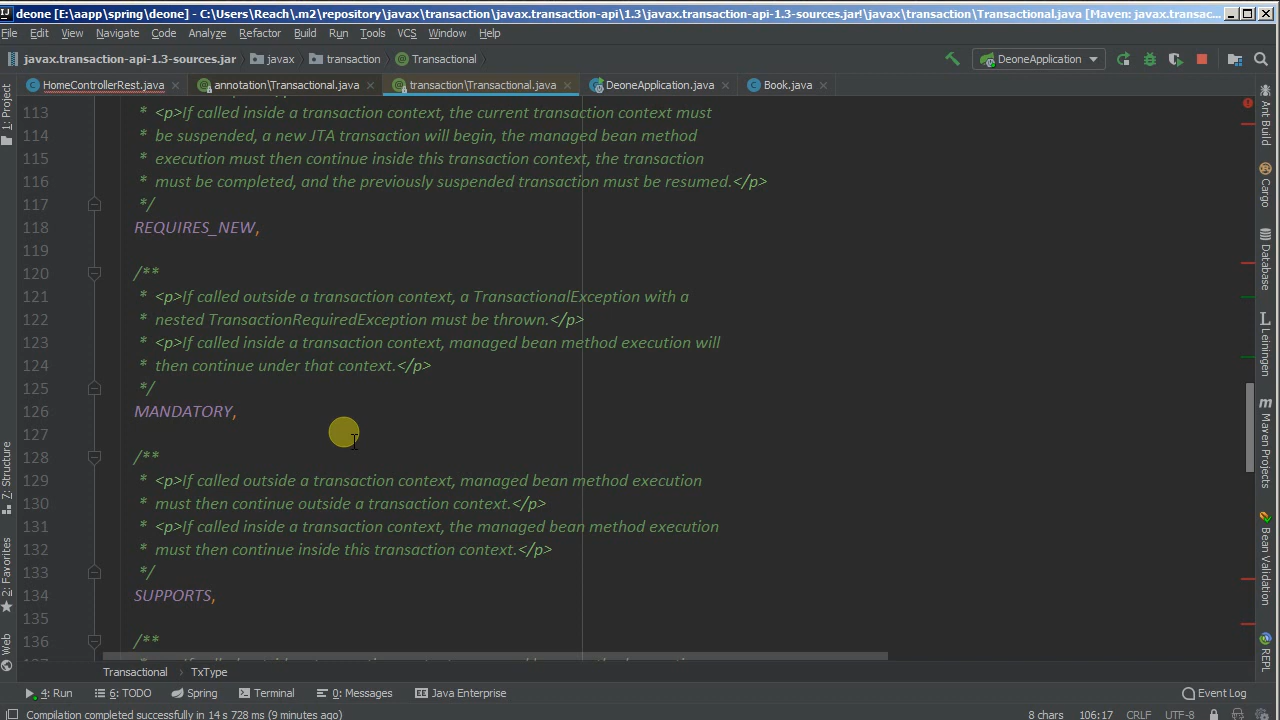 deone [E:\aapp\spring\deone] - C:\Users\Reach\.m2\repository\javax\transaction\javax.transaction-api\1.3\javax.transaction-api-1.3-sources.jar!\javax\transaction\Transactional.java [Maven: javax.transac...
File Edit View Navigate Code Analyze Refactor Build Run Tools VCS Window Help
javax.transaction-api-1.3-sources.jar javax transaction Transactional DeoneApplication
HomeControllerRest.java annotation\Transactional.java transaction\Transactional.java DeoneApplication.java Book.java
113 * <p>If called inside a transaction context, the current transaction context must
114 * be suspended, a new JTA transaction will begin, the managed bean method
115 * execution must then continue inside this transaction context, the transaction
116 * must be completed, and the previously suspended transaction must be resumed.</p>
117 */
118 REQUIRES_NEW,
119
120 /**
121 * <p>If called outside a transaction context, a TransactionalException with a
122 * nested TransactionRequiredException must be thrown.</p>
123 * <p>If called inside a transaction context, managed bean method execution will
124 * then continue under that context.</p>
125 */
126 MANDATORY,
127
128 /**
129 * <p>If called outside a transaction context, managed bean method execution
130 * must then continue outside a transaction context.</p>
131 * <p>If called inside a transaction context, the managed bean method execution
132 * must then continue inside this transaction context.</p>
133 */
134 SUPPORTS,
135
136 /**
Transactional TxType
4: Run 6: TODO Spring Terminal 0: Messages Java Enterprise Event Log
Compilation completed successfully in 14 s 728 ms (9 minutes ago) 8 chars 106:17 CRLF UTF-8
1: Project
7: Structure
2: Favorites
Web
Ant Build
Cargo
Database
Leiningen
Maven Projects
Bean Validation
REPL